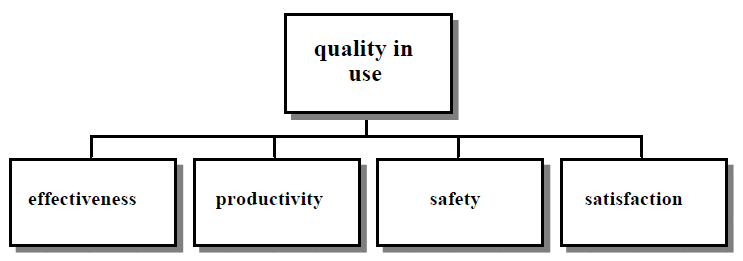 quality in
use
effectiveness
productivity
safety
satisfaction